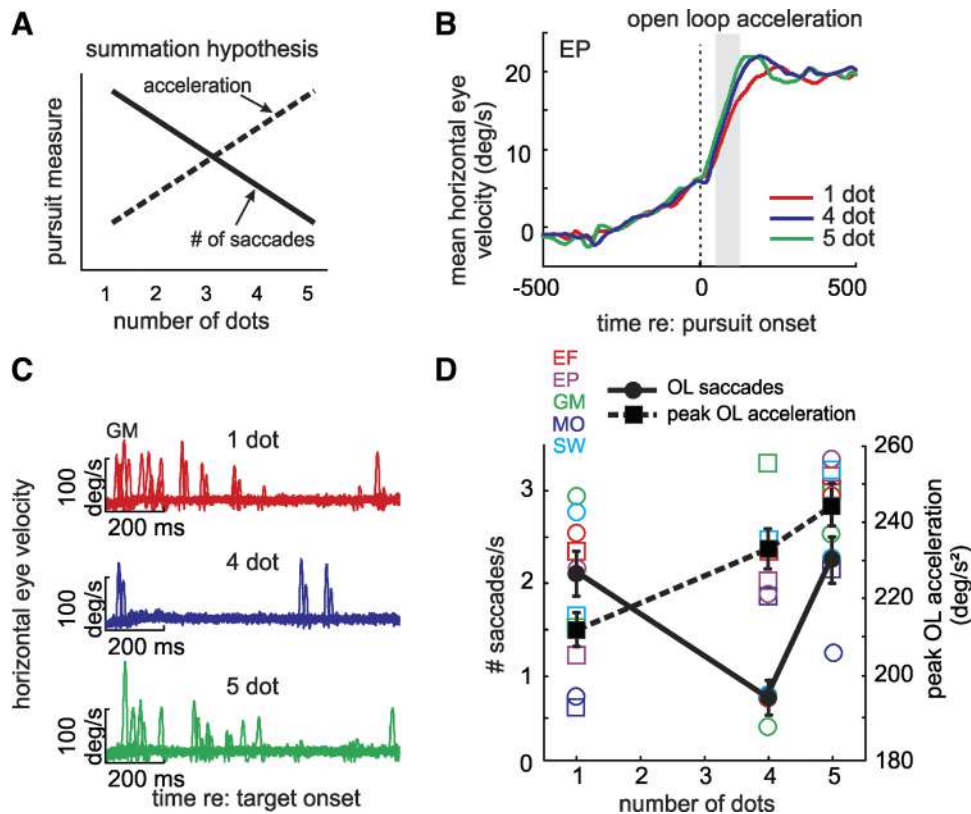 A
summation hypothesis
acceleration
# of saccades
pursuit measure
1 2 3 4 5
number of dots
B
open loop acceleration
EP
mean horizontal eye
velocity (deg/s)
20
10
0
1 dot
4 dot
5 dot
-500 0 500
time re: pursuit onset
C
GM
1 dot
100
deg/s
200 ms
4 dot
100
deg/s
200 ms
5 dot
100
deg/s
200 ms
horizontal eye velocity
time re: target onset
D
EF
EP
GM
MO
SW
OL saccades
peak OL acceleration
# saccades/s
3
2
1
0
260
240
220
200
180
peak OL acceleration
(deg/s²)
1 2 3 4 5
number of dots